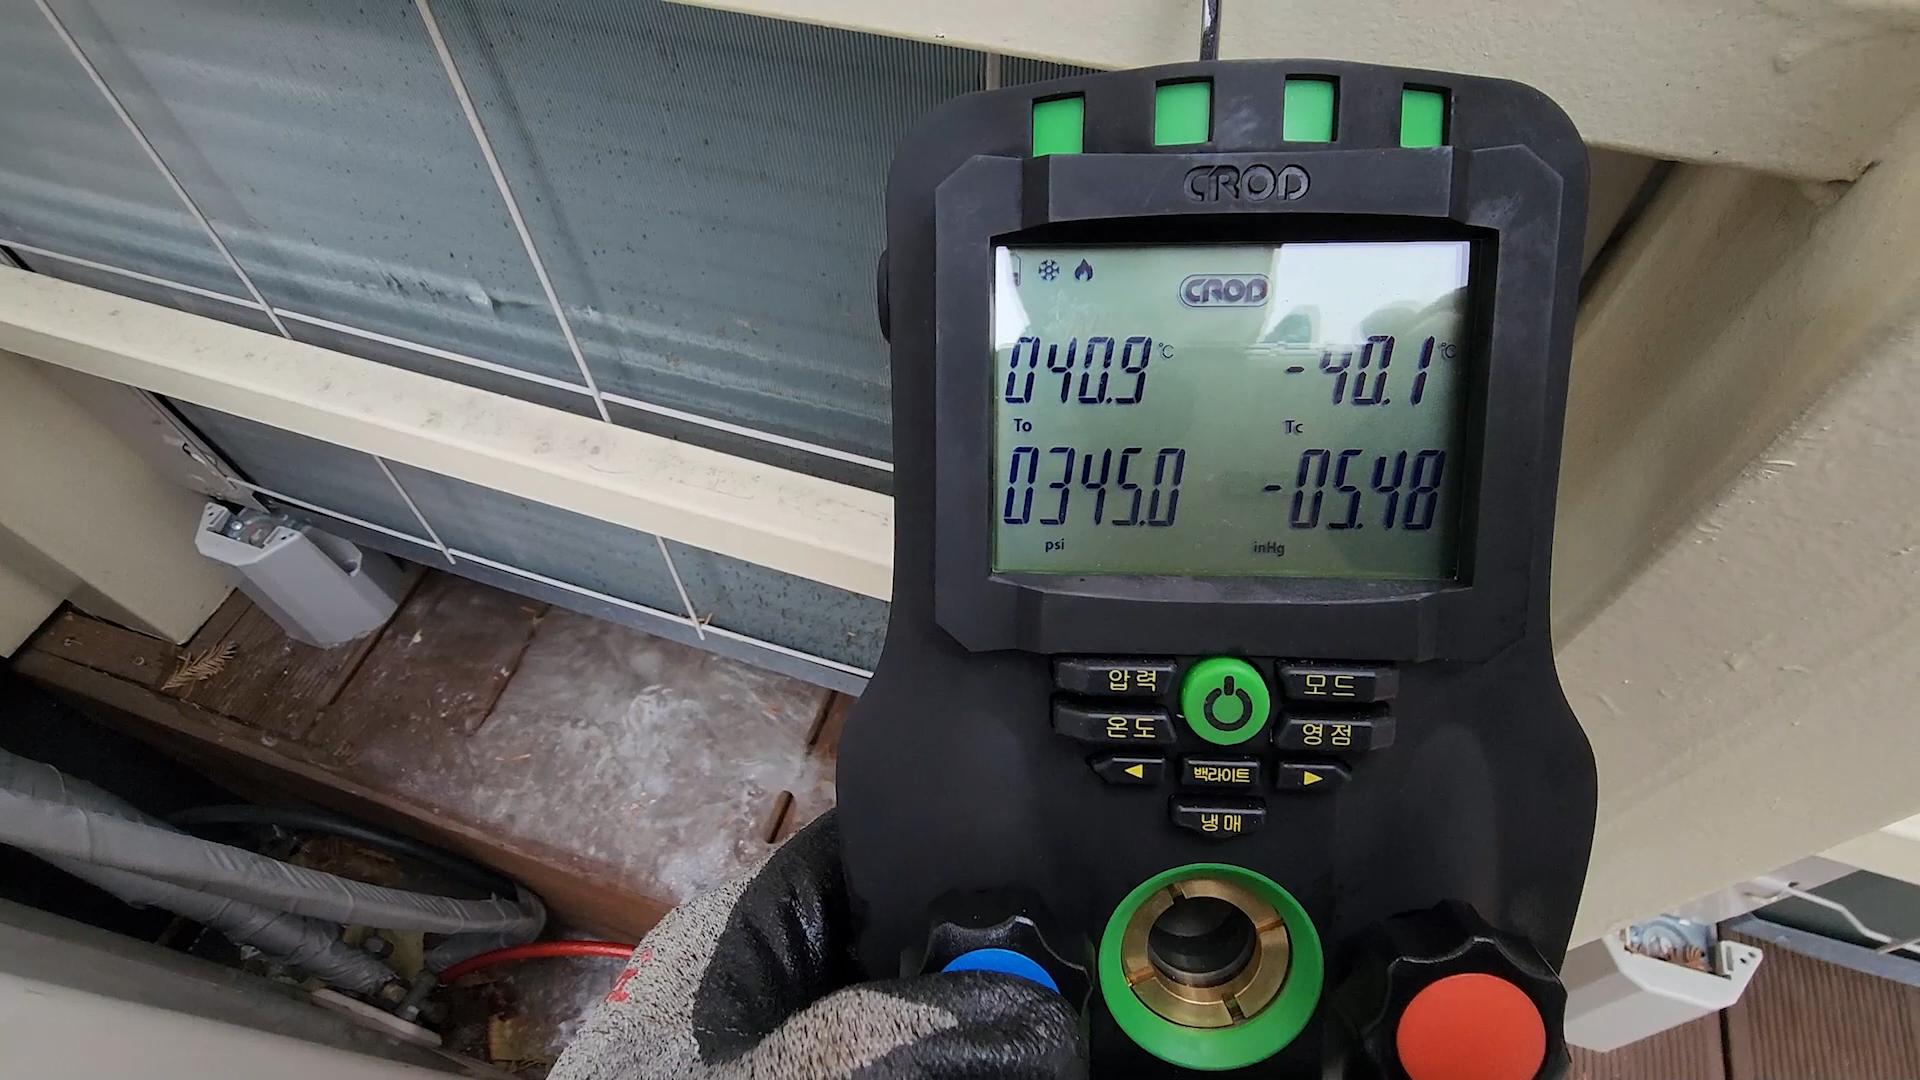 CROD
CROD
040.9 °C
-40.1 °C
To
Tc
0345.0
-05.48
psi
inHg
압력
모드
온도
영점
백라이트
냉매